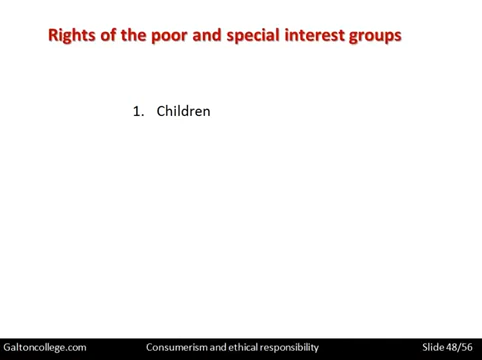 Rights of the poor and special interest groups
1. Children
Galtoncollege.com Consumerism and ethical responsibility Slide 48/56